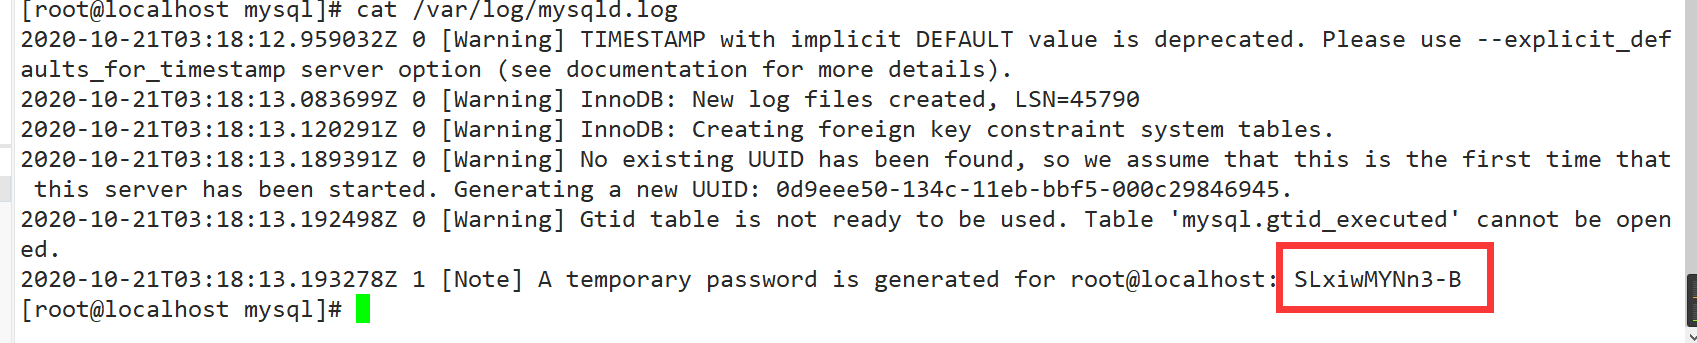 [root@localhost mysql]# cat /var/log/mysqld.log
2020-10-21T03:18:12.959032Z 0 [Warning] TIMESTAMP with implicit DEFAULT value is deprecated. Please use --explicit_def
aults_for_timestamp server option (see documentation for more details).
2020-10-21T03:18:13.083699Z 0 [Warning] InnoDB: New log files created, LSN=45790
2020-10-21T03:18:13.120291Z 0 [Warning] InnoDB: Creating foreign key constraint system tables.
2020-10-21T03:18:13.189391Z 0 [Warning] No existing UUID has been found, so we assume that this is the first time that
 this server has been started. Generating a new UUID: 0d9eee50-134c-11eb-bbf5-000c29846945.
2020-10-21T03:18:13.192498Z 0 [Warning] Gtid table is not ready to be used. Table 'mysql.gtid_executed' cannot be open
ed.
2020-10-21T03:18:13.193278Z 1 [Note] A temporary password is generated for root@localhost: SLxiwMYNn3-B
[root@localhost mysql]#